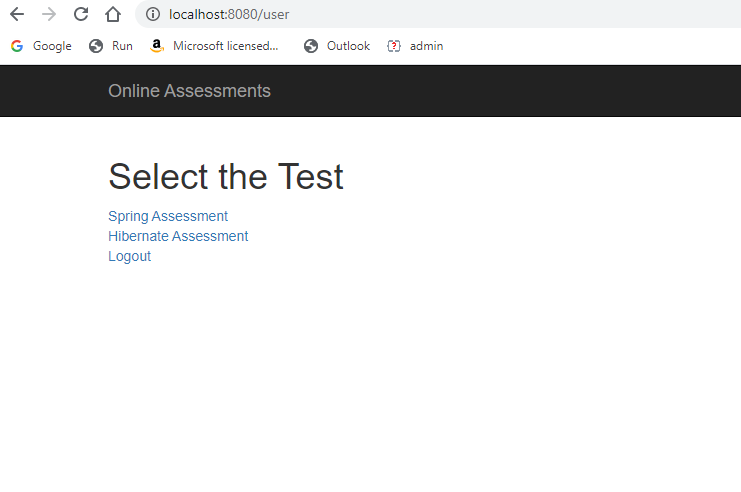 localhost:8080/user
Google Run Microsoft licensed... Outlook admin
Online Assessments
Select the Test
Spring Assessment
Hibernate Assessment
Logout